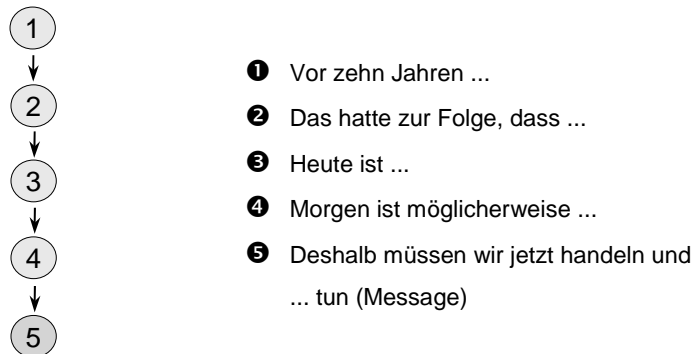 1
2
3
4
5
❶ Vor zehn Jahren ...
❷ Das hatte zur Folge, dass ...
❸ Heute ist ...
❹ Morgen ist möglicherweise ...
❺ Deshalb müssen wir jetzt handeln und
... tun (Message)